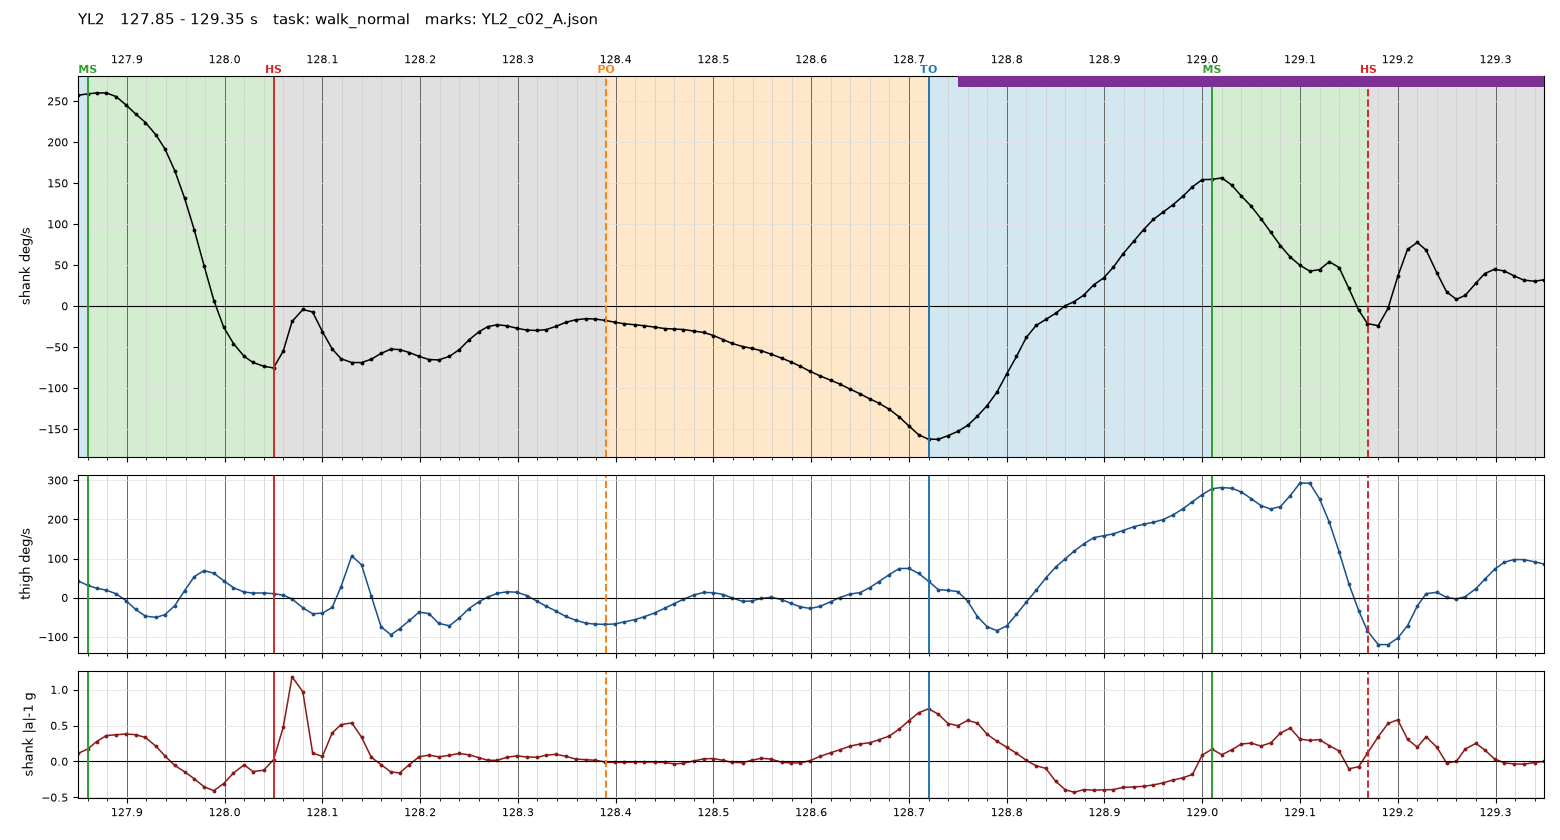 YL2   127.85 - 129.35 s   task: walk_normal   marks: YL2_c02_A.json
127.9 128.0 128.1 128.2 128.3 128.4 128.5 128.6 128.7 128.8 128.9 129.0 129.1 129.2 129.3
MS HS PO TO MS HS
shank deg/s
250
200
150
100
50
0
−50
−100
−150
thigh deg/s
300
200
100
0
−100
shank |a|-1 g
1.0
0.5
0.0
−0.5
127.9 128.0 128.1 128.2 128.3 128.4 128.5 128.6 128.7 128.8 128.9 129.0 129.1 129.2 129.3